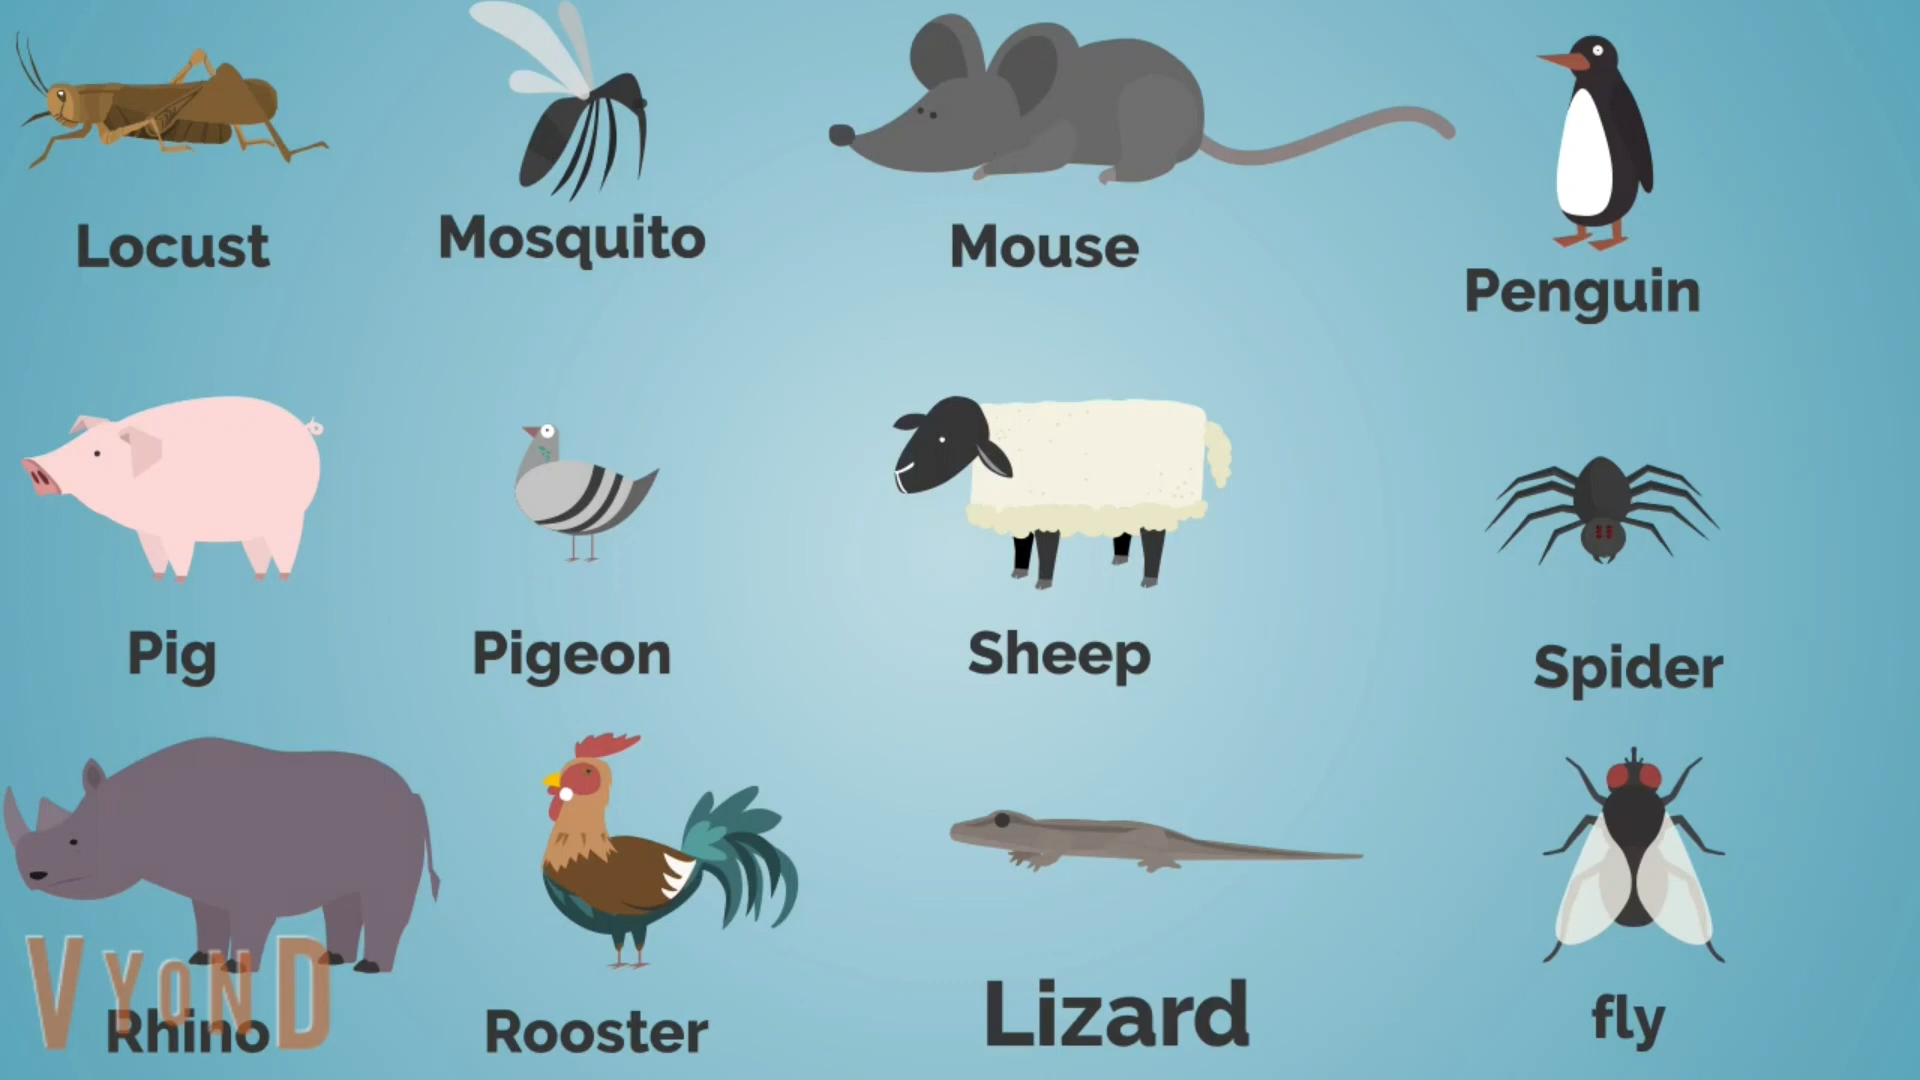 Locust
Mosquito
Mouse
Penguin
Pig
Pigeon
Sheep
Spider
Rhino
Rooster
Lizard
fly
VYOND